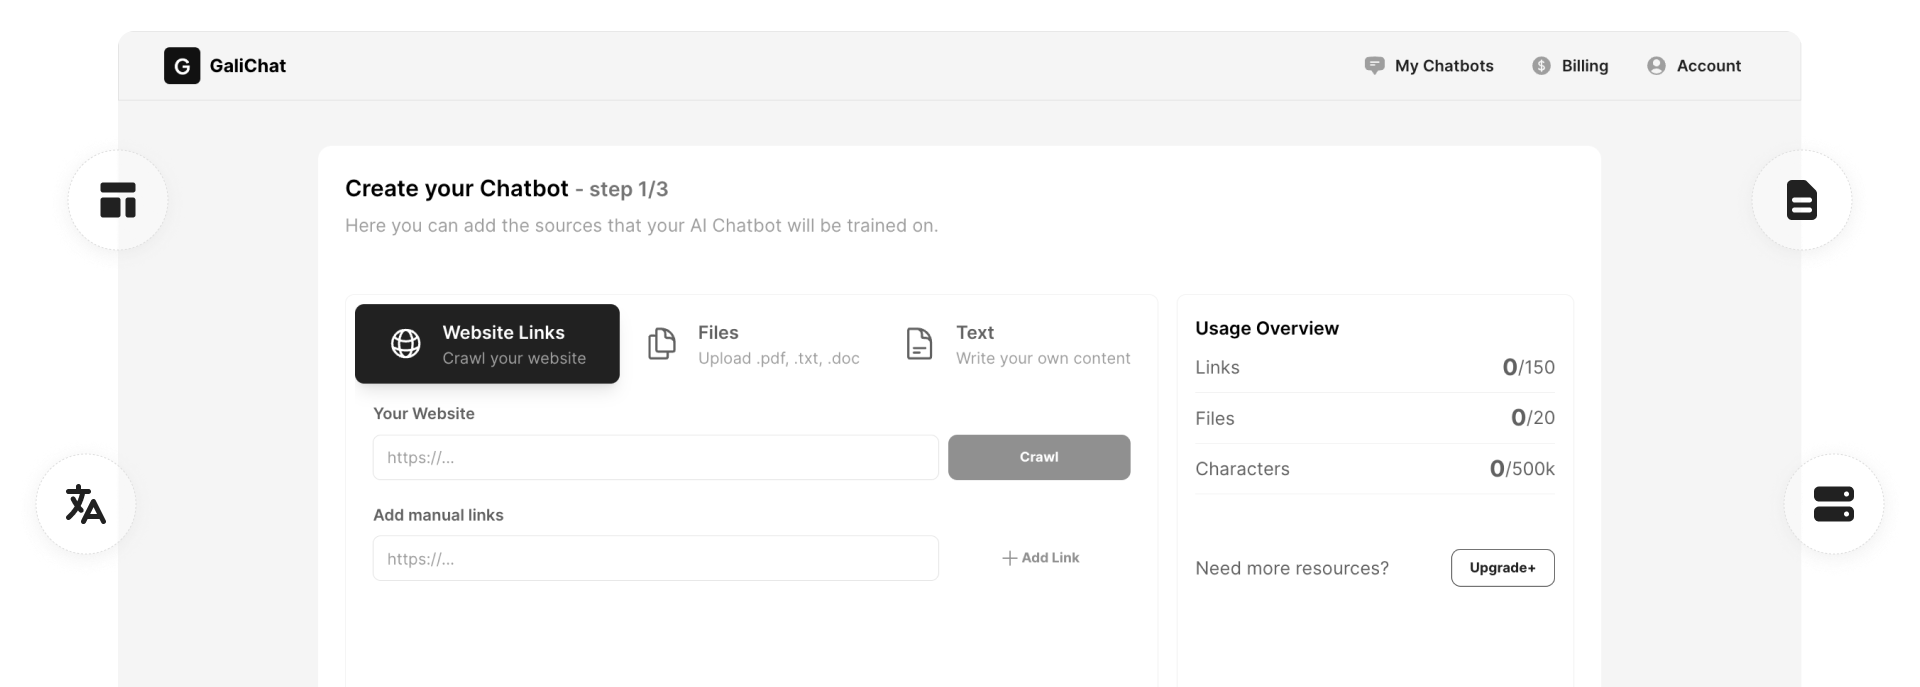 G GaliChat
My Chatbots
Billing
Account
Create your Chatbot - step 1/3
Here you can add the sources that your AI Chatbot will be trained on.
Website Links
Crawl your website
Files
Upload .pdf, .txt, .doc
Text
Write your own content
Your Website
https://...
Crawl
Add manual links
https://...
+ Add Link
Usage Overview
Links 0/150
Files 0/20
Characters 0/500k
Need more resources?
Upgrade+